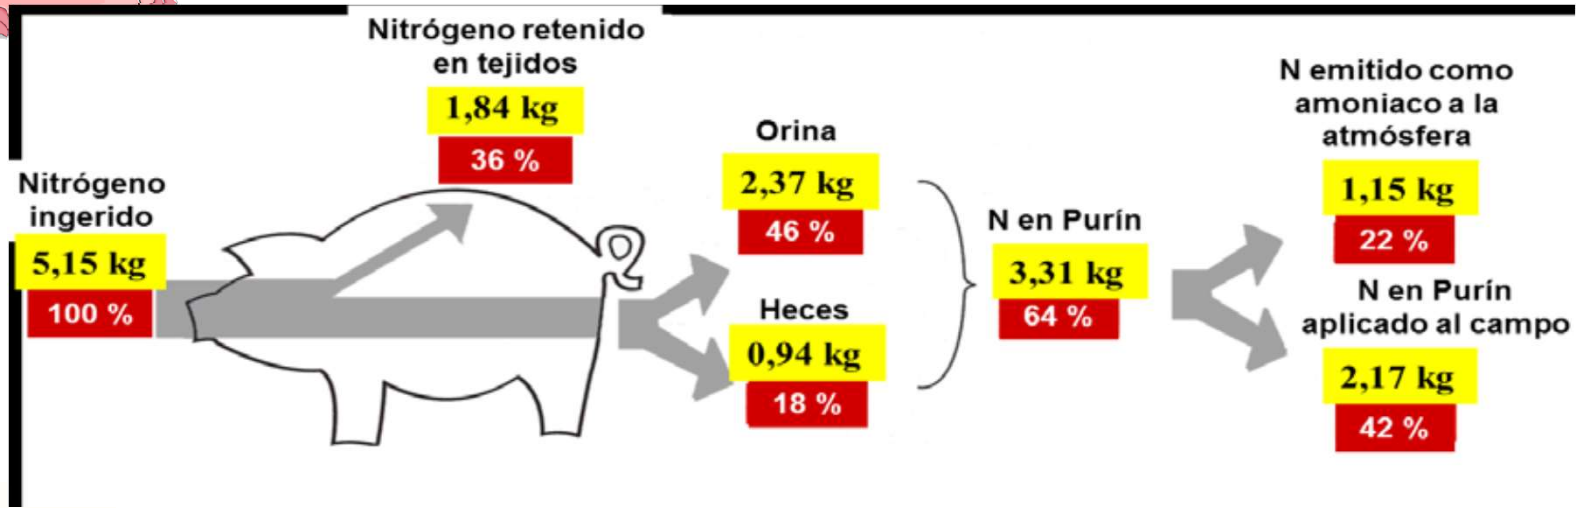 Nitrógeno retenido
en tejidos
1,84 kg
36 %
Nitrógeno
ingerido
5,15 kg
100 %
Orina
2,37 kg
46 %
Heces
0,94 kg
18 %
N en Purín
3,31 kg
64 %
N emitido como
amoniaco a la
atmósfera
1,15 kg
22 %
N en Purín
aplicado al campo
2,17 kg
42 %